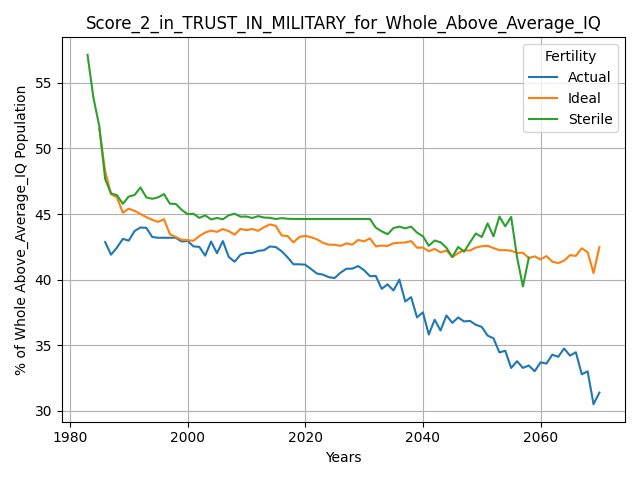 Score_2_in_TRUST_IN_MILITARY_for_Whole_Above_Average_IQ
Fertility
Actual
Ideal
Sterile
% of Whole Above_Average_IQ Population
55
50
45
40
35
30
1980
2000
2020
2040
2060
Years